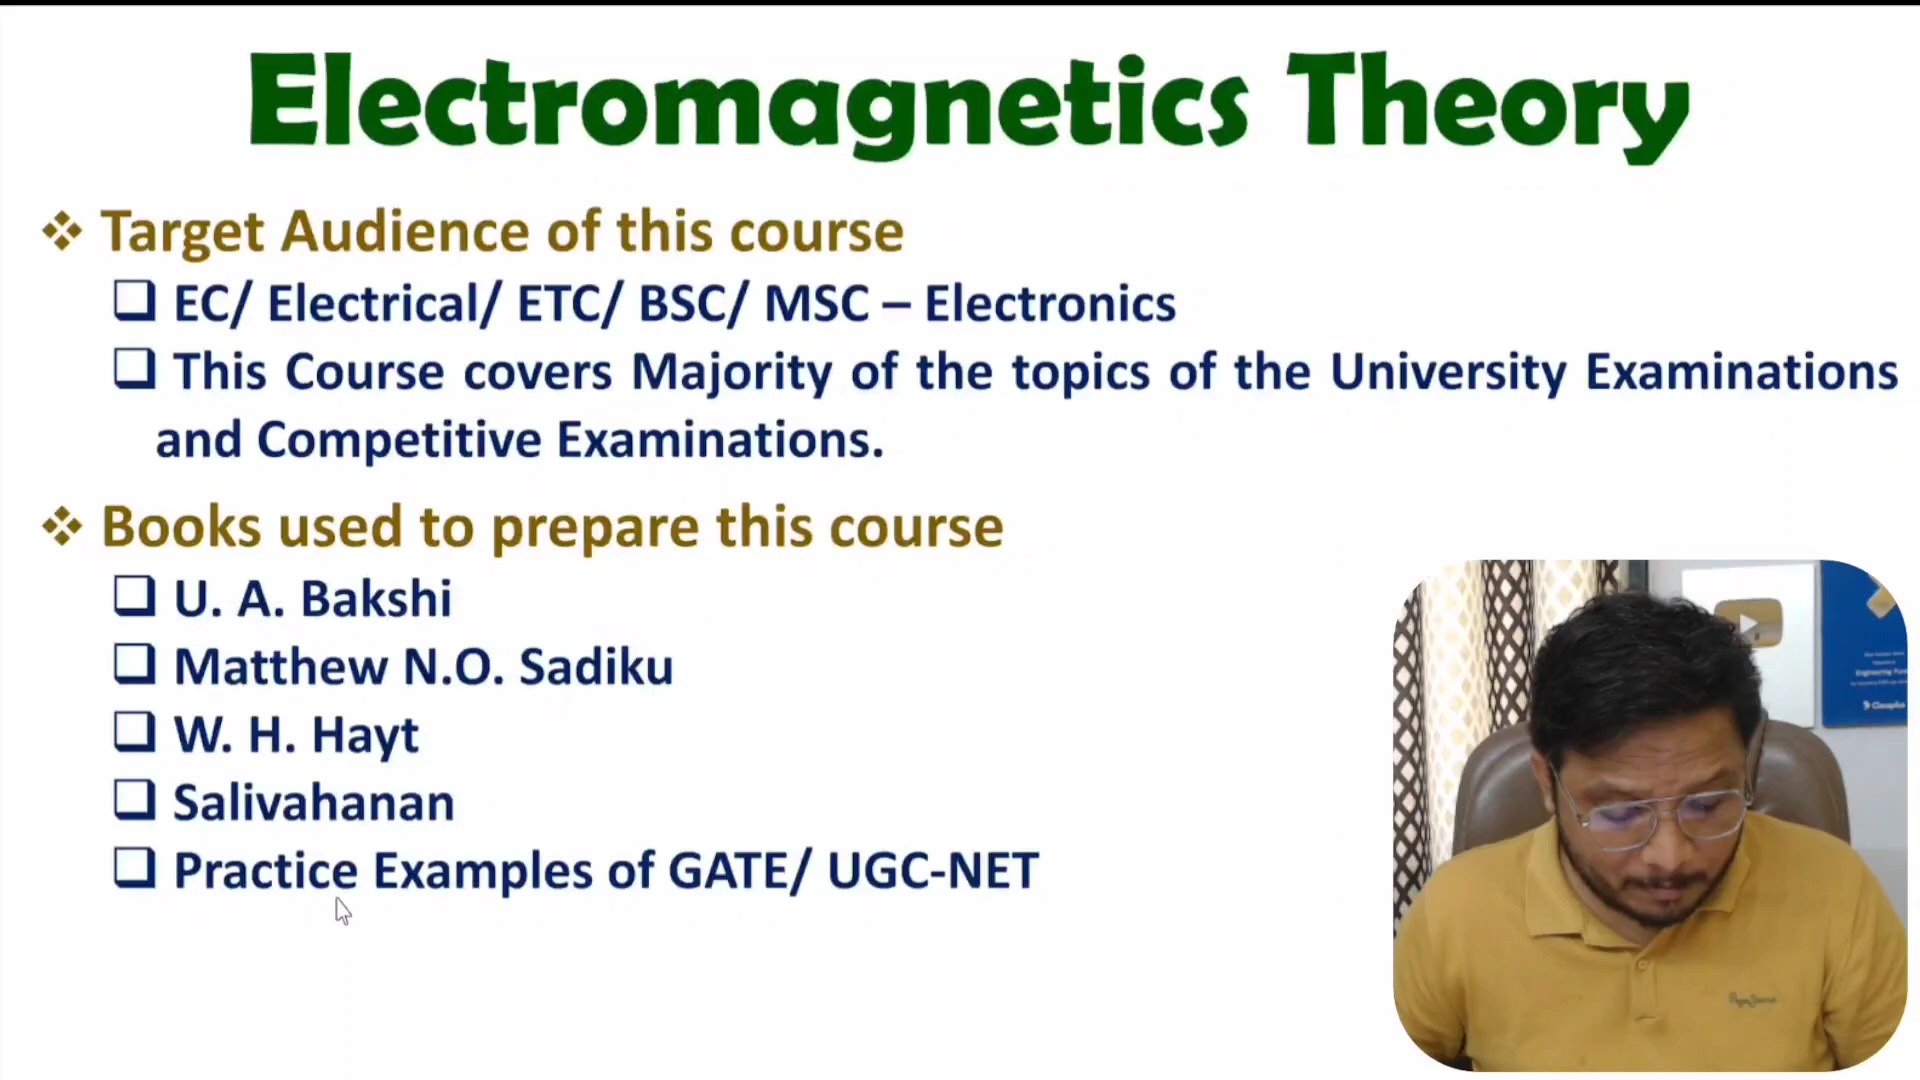 Electromagnetics Theory
❖ Target Audience of this course
❑ EC/ Electrical/ ETC/ BSC/ MSC – Electronics
❑ This Course covers Majority of the topics of the University Examinations
and Competitive Examinations.
❖ Books used to prepare this course
❑ U. A. Bakshi
❑ Matthew N.O. Sadiku
❑ W. H. Hayt
❑ Salivahanan
❑ Practice Examples of GATE/ UGC-NET
Engineering
Classplus